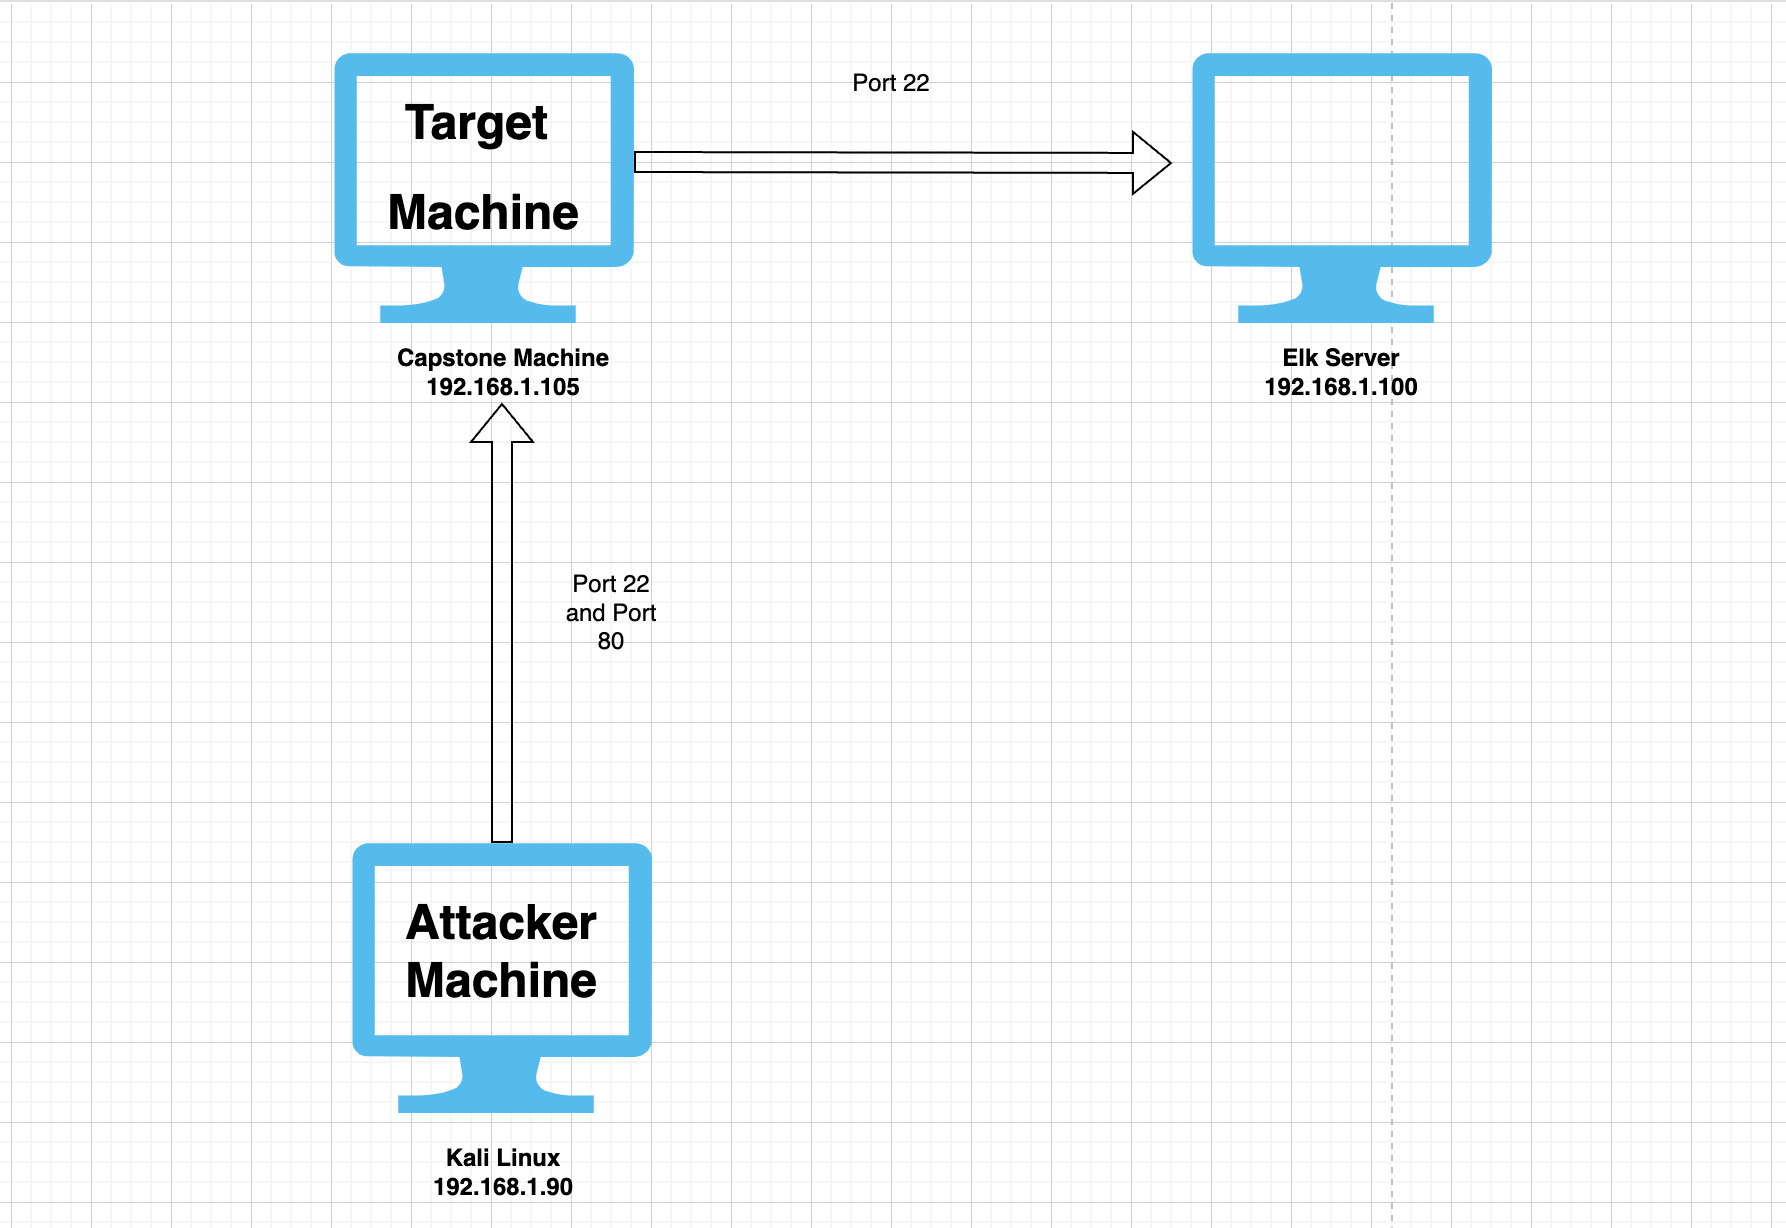 Target
Machine
Port 22
Capstone Machine
192.168.1.105
Elk Server
192.168.1.100
Port 22
and Port
80
Attacker
Machine
Kali Linux
192.168.1.90